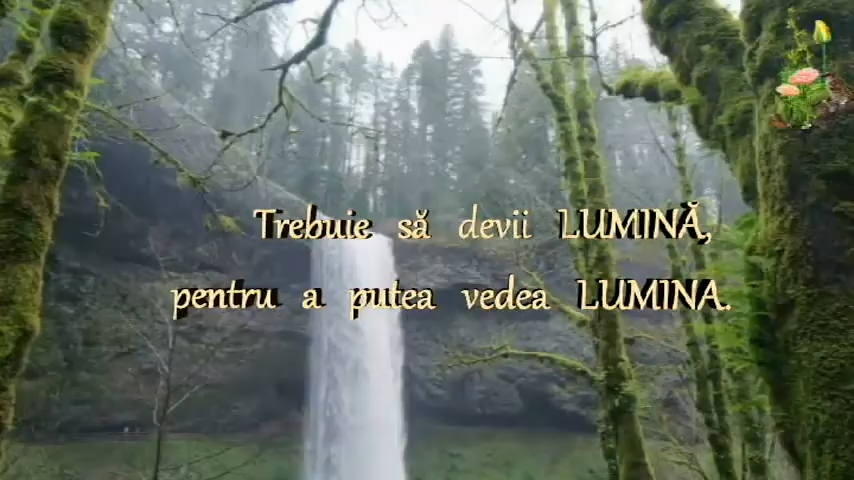 Trebuie să devii LUMINĂ,
pentru a putea vedea LUMINA.